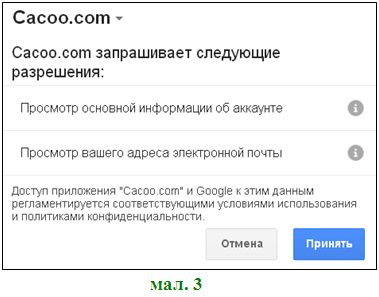 Cacoo.com
Cacoo.com запрашивает следующие
разрешения:
Просмотр основной информации об аккаунте
Просмотр вашего адреса электронной почты
Доступ приложения "Cacoo.com" и Google к этим данным
регламентируется соответствующими условиями использования
и политиками конфиденциальности.
Отмена Принять
мал. 3